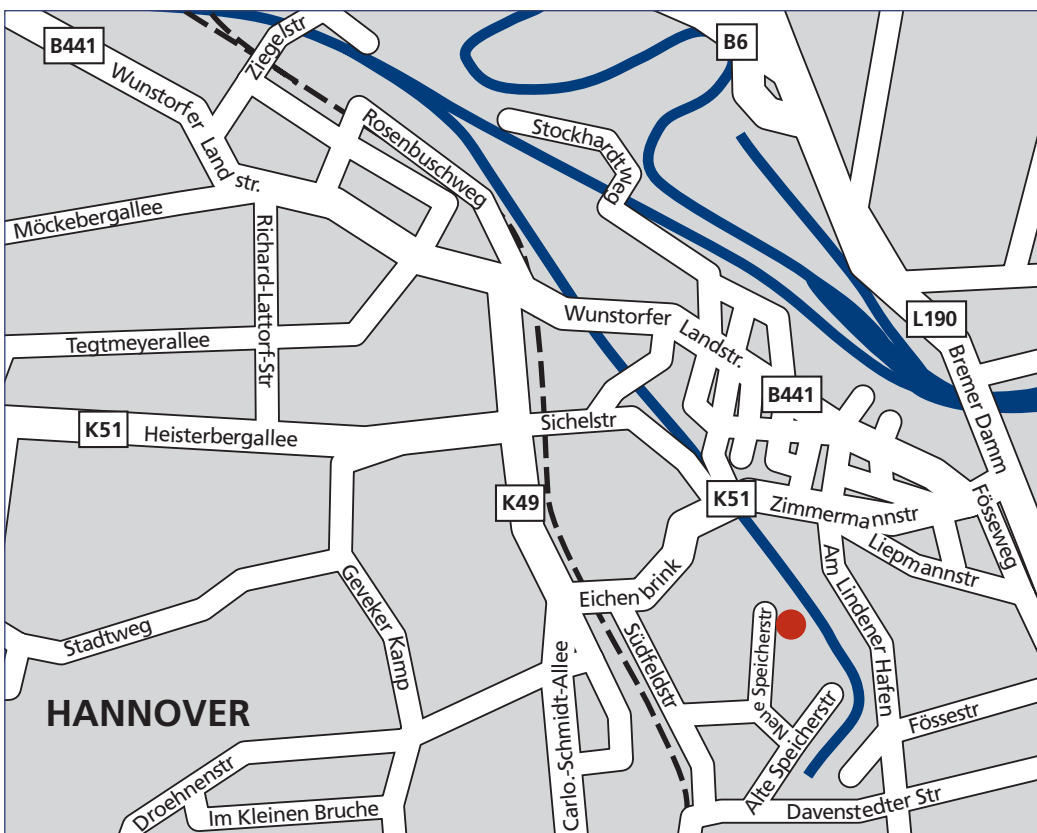 B441
Ziegelstr
B6
Wunstorfer Land str.
Rosenbuschweg
Stockhardtweg
Möckebergallee
Richard-Lattorf-Str
Wunstorfer Landstr.
L190
Tegtmeyerallee
Bremer Damm
B441
K51
Heisterbergallee
Sichelstr
K49
K51
Zimmermannstr
Fösseweg
Liepmannstr
Am Lindener Hafen
Eichenbrink
Geveker Kamp
Stadtweg
Südfeldstr
Neue Speicherstr
Carlo.-Schmidt-Allee
HANNOVER
Alte Speicherstr
Fössestr
Droehnenstr
Im Kleinen Bruche
Davenstedter Str